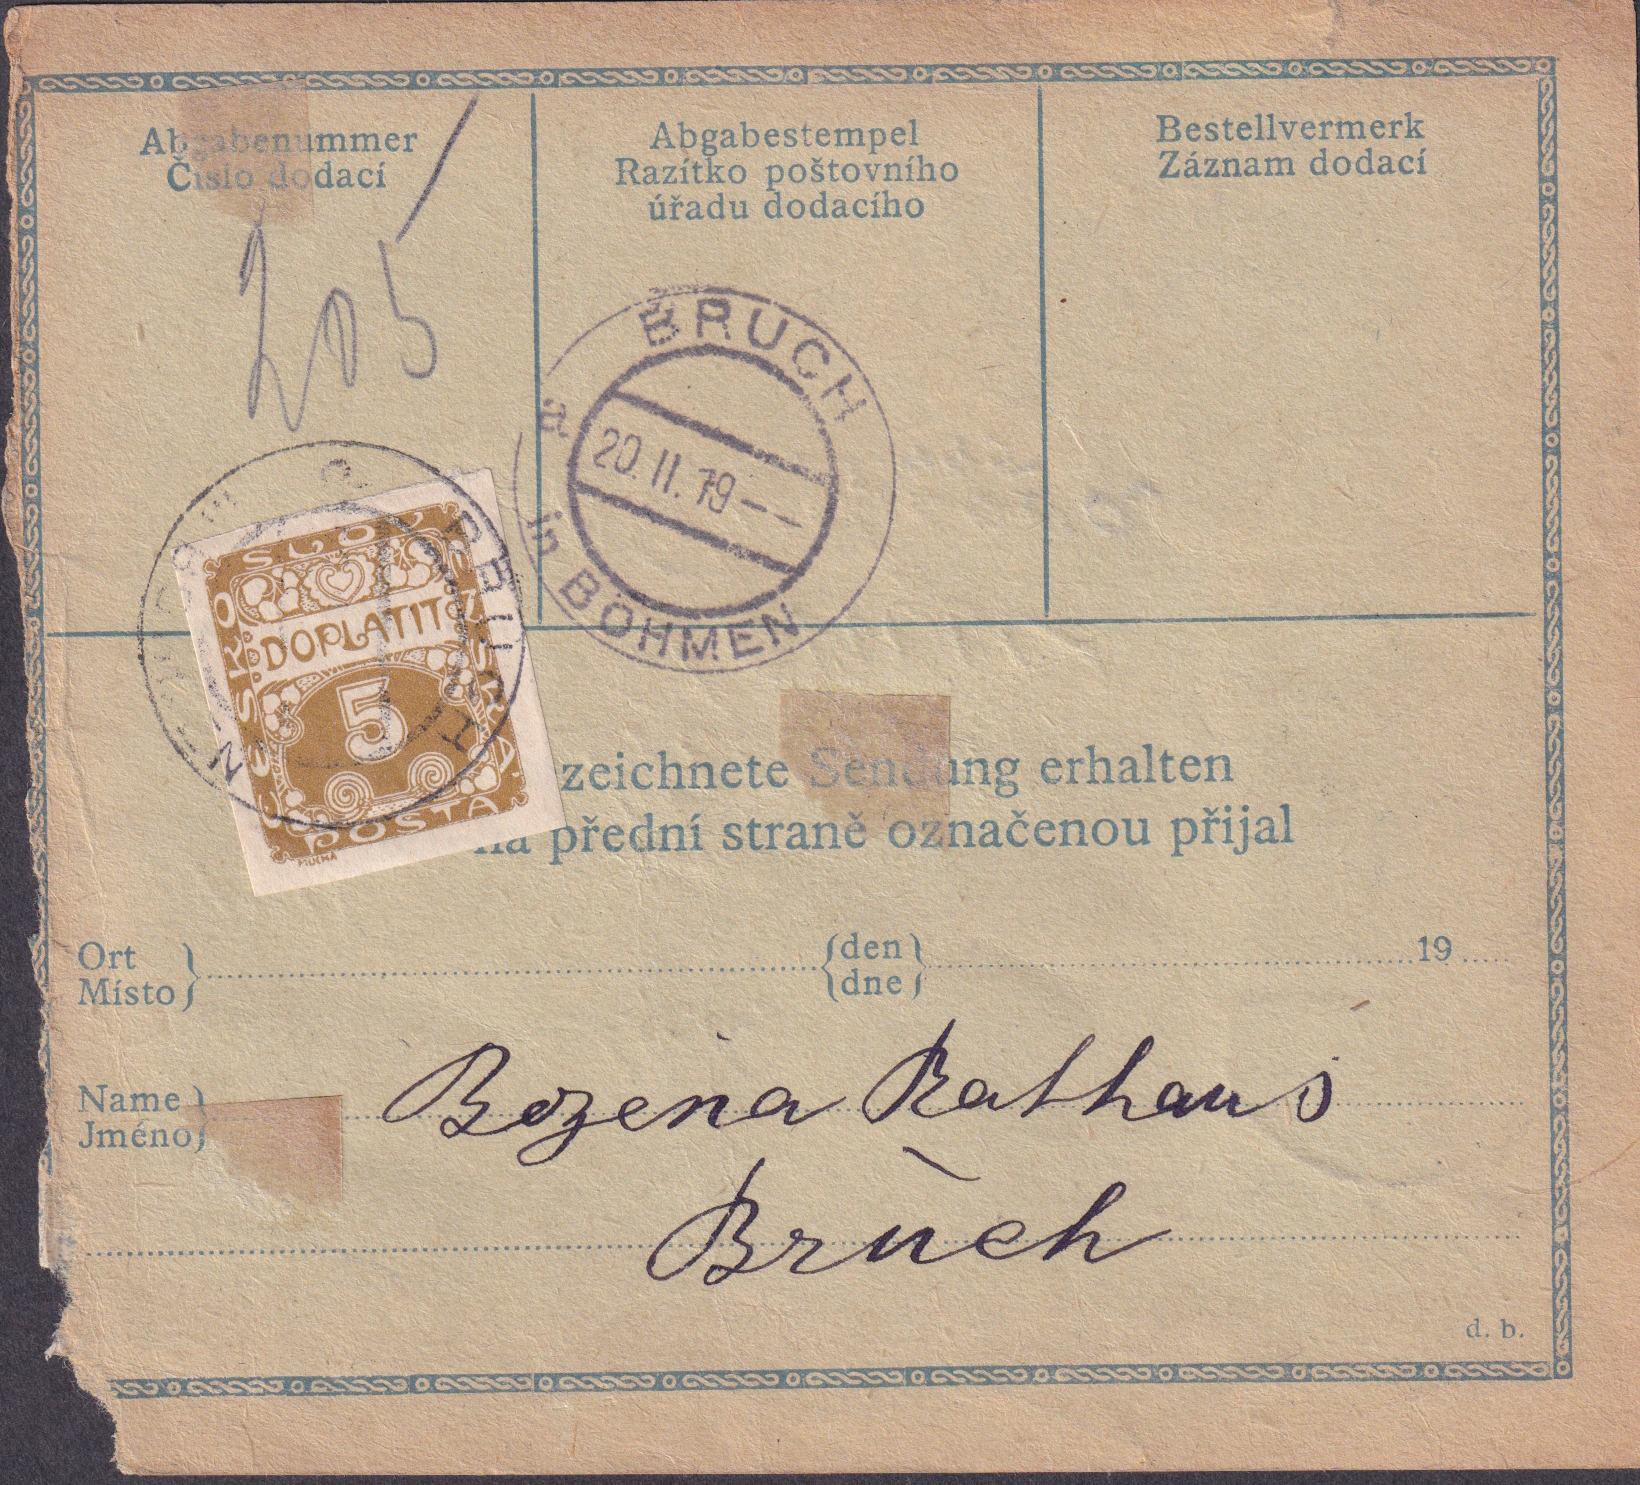 Abgabenummer
Číslo dodací
205
Abgabestempel
Razítko poštovního
úřadu dodacího
Bestellvermerk
Záznam dodací
BRUCH
a
20.II.19--
in BÖHMEN
BRUCH
ČESKO SLOVENSKÁ
DOPLATIT
5
POŠTA
MUCHA
zeichnete Sendung erhalten
na přední straně označenou přijal
Ort
Místo
den
dne
19
Name
Jméno
Bozena Rathaus
Bruch
d. b.